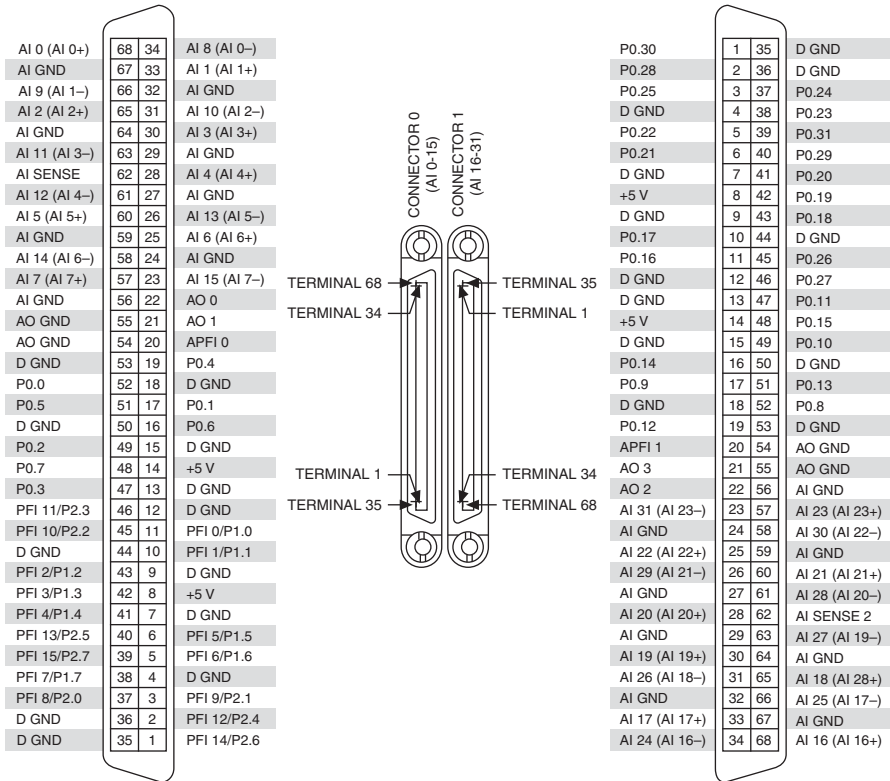 AI 0 (AI 0+) 68 34 AI 8 (AI 0–)
AI GND 67 33 AI 1 (AI 1+)
AI 9 (AI 1–) 66 32 AI GND
AI 2 (AI 2+) 65 31 AI 10 (AI 2–)
AI GND 64 30 AI 3 (AI 3+)
AI 11 (AI 3–) 63 29 AI GND
AI SENSE 62 28 AI 4 (AI 4+)
AI 12 (AI 4–) 61 27 AI GND
AI 5 (AI 5+) 60 26 AI 13 (AI 5–)
AI GND 59 25 AI 6 (AI 6+)
AI 14 (AI 6–) 58 24 AI GND
AI 7 (AI 7+) 57 23 AI 15 (AI 7–)
AI GND 56 22 AO 0
AO GND 55 21 AO 1
AO GND 54 20 APFI 0
D GND 53 19 P0.4
P0.0 52 18 D GND
P0.5 51 17 P0.1
D GND 50 16 P0.6
P0.2 49 15 D GND
P0.7 48 14 +5 V
P0.3 47 13 D GND
PFI 11/P2.3 46 12 D GND
PFI 10/P2.2 45 11 PFI 0/P1.0
D GND 44 10 PFI 1/P1.1
PFI 2/P1.2 43 9 D GND
PFI 3/P1.3 42 8 +5 V
PFI 4/P1.4 41 7 D GND
PFI 13/P2.5 40 6 PFI 5/P1.5
PFI 15/P2.7 39 5 PFI 6/P1.6
PFI 7/P1.7 38 4 D GND
PFI 8/P2.0 37 3 PFI 9/P2.1
D GND 36 2 PFI 12/P2.4
D GND 35 1 PFI 14/P2.6
CONNECTOR 0
(AI 0-15)
CONNECTOR 1
(AI 16-31)
TERMINAL 68
TERMINAL 35
TERMINAL 34
TERMINAL 1
TERMINAL 1
TERMINAL 34
TERMINAL 35
TERMINAL 68
P0.30 1 35 D GND
P0.28 2 36 D GND
P0.25 3 37 P0.24
D GND 4 38 P0.23
P0.22 5 39 P0.31
P0.21 6 40 P0.29
D GND 7 41 P0.20
+5 V 8 42 P0.19
D GND 9 43 P0.18
P0.17 10 44 D GND
P0.16 11 45 P0.26
D GND 12 46 P0.27
D GND 13 47 P0.11
+5 V 14 48 P0.15
D GND 15 49 P0.10
P0.14 16 50 D GND
P0.9 17 51 P0.13
D GND 18 52 P0.8
P0.12 19 53 D GND
APFI 1 20 54 AO GND
AO 3 21 55 AO GND
AO 2 22 56 AI GND
AI 31 (AI 23–) 23 57 AI 23 (AI 23+)
AI GND 24 58 AI 30 (AI 22–)
AI 22 (AI 22+) 25 59 AI GND
AI 29 (AI 21–) 26 60 AI 21 (AI 21+)
AI GND 27 61 AI 28 (AI 20–)
AI 20 (AI 20+) 28 62 AI SENSE 2
AI GND 29 63 AI 27 (AI 19–)
AI 19 (AI 19+) 30 64 AI GND
AI 26 (AI 18–) 31 65 AI 18 (AI 28+)
AI GND 32 66 AI 25 (AI 17–)
AI 17 (AI 17+) 33 67 AI GND
AI 24 (AI 16–) 34 68 AI 16 (AI 16+)